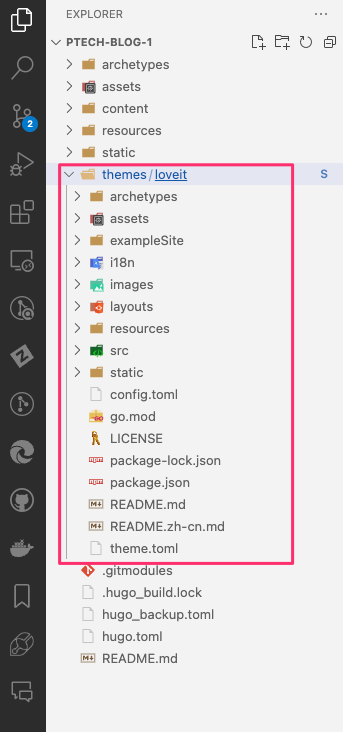 EXPLORER
PTECH-BLOG-1
archetypes
assets
content
resources
2
static
themes/loveit S
archetypes
assets
exampleSite
i18n
images
layouts
resources
src
static
config.toml
go.mod
LICENSE
package-lock.json
package.json
README.md
README.zh-cn.md
theme.toml
.gitmodules
.hugo_build.lock
hugo_backup.toml
hugo.toml
README.md